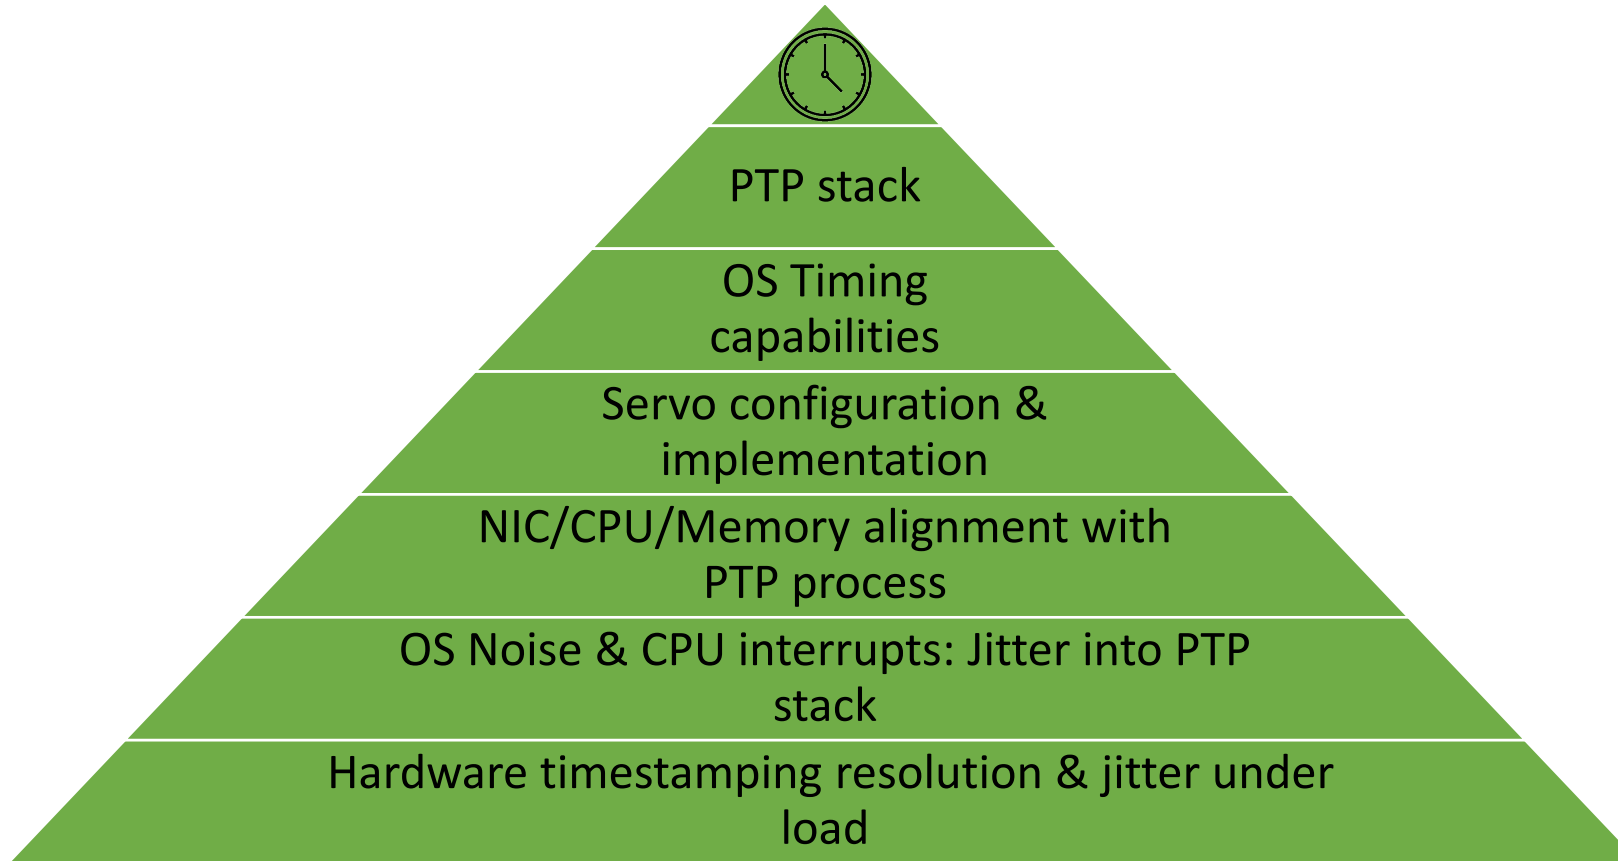 PTP stack
OS Timing
capabilities
Servo configuration &
implementation
NIC/CPU/Memory alignment with
PTP process
OS Noise & CPU interrupts: Jitter into PTP
stack
Hardware timestamping resolution & jitter under
load